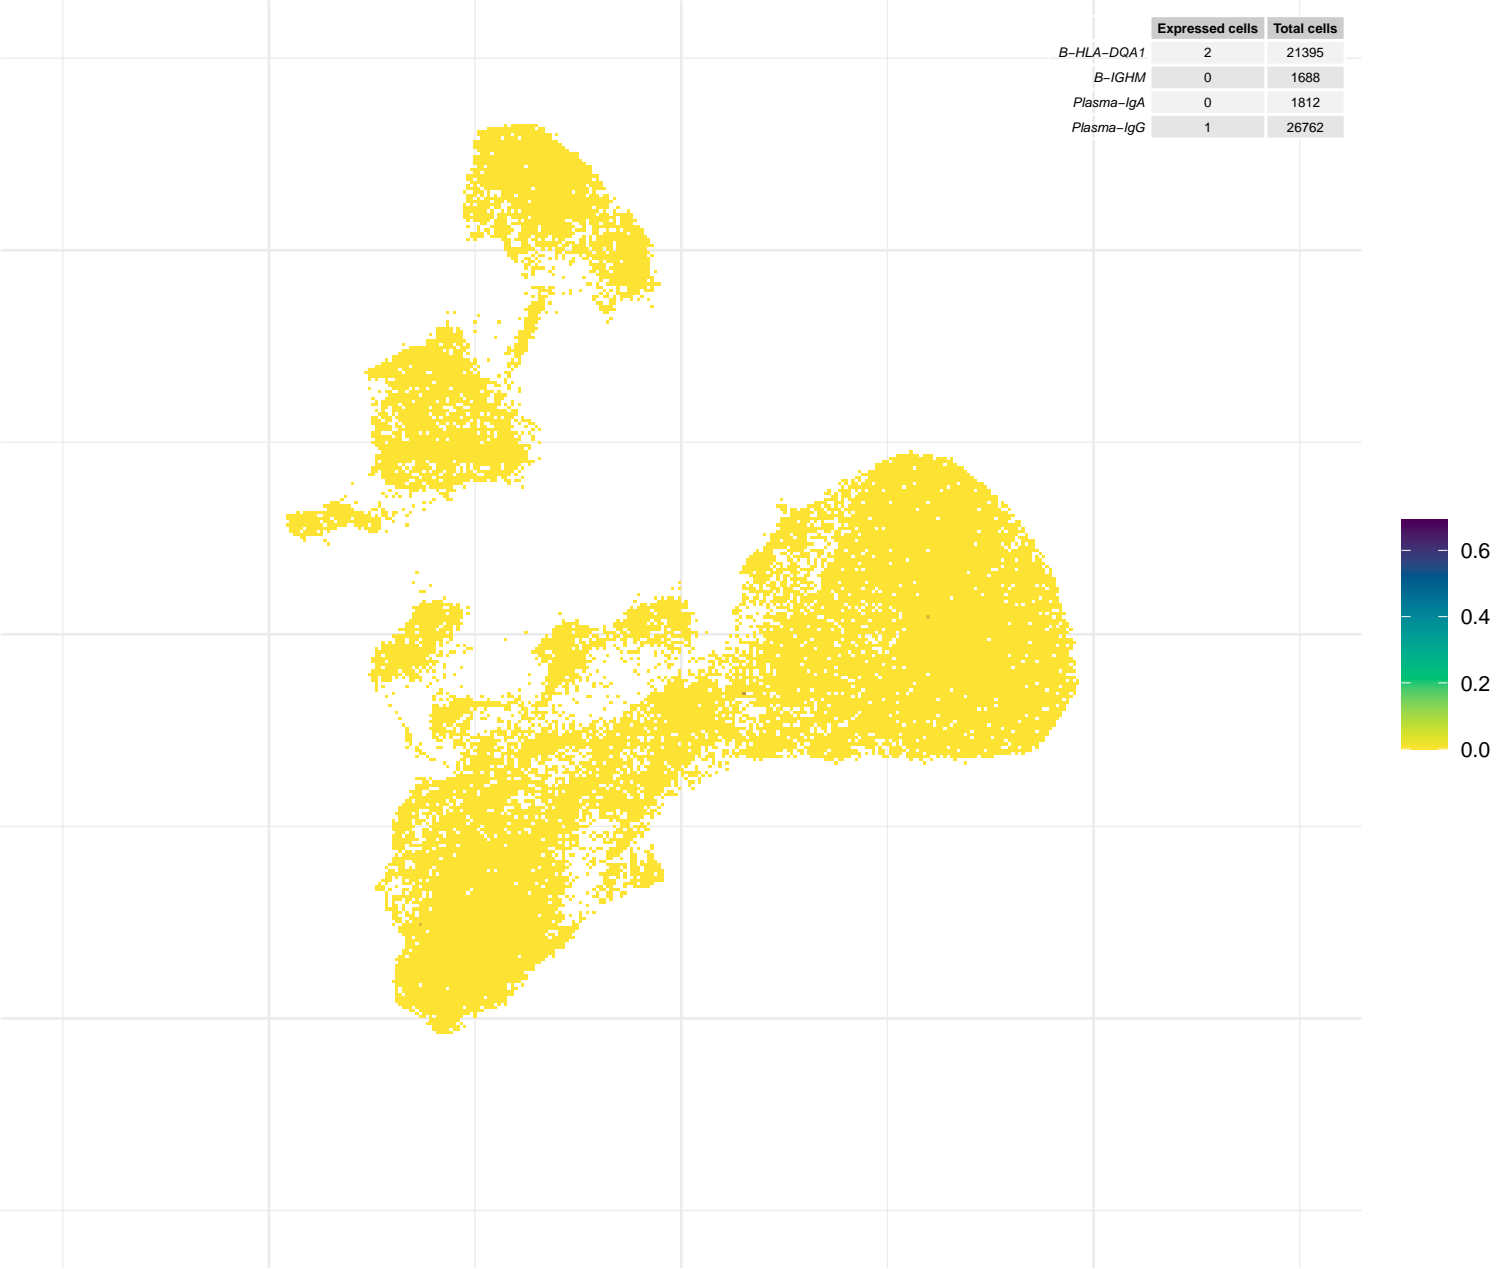 Expressed cells Total cells
B−HLA−DQA1 2 21395
B−IGHM 0 1688
Plasma−IgA 0 1812
Plasma−IgG 1 26762
0.6
0.4
0.2
0.0